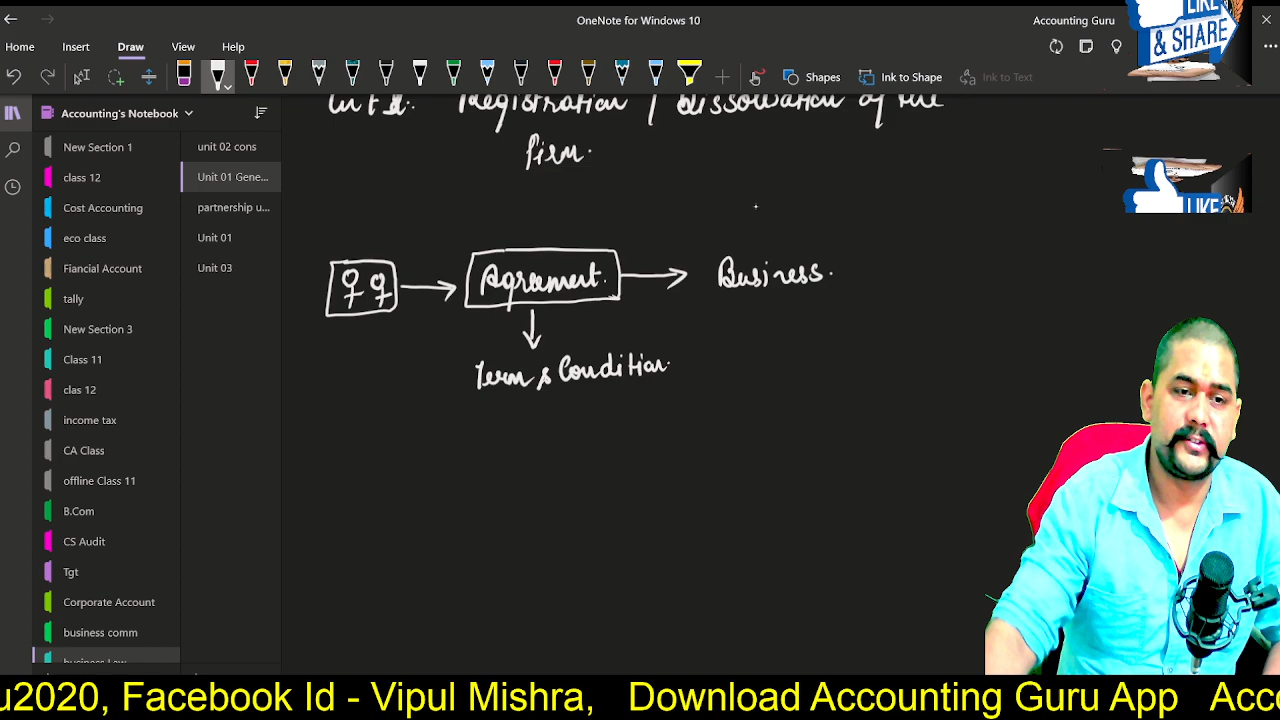 OneNote for Windows 10
Accounting Guru
LIKE
& SHARE
Home Insert Draw View Help
Shapes
Ink to Shape
Ink to Text
Accounting's Notebook
New Section 1
class 12
Cost Accounting
eco class
Fiancial Account
tally
New Section 3
Class 11
clas 12
income tax
CA Class
offline Class 11
B.Com
CS Audit
Tgt
Corporate Account
business comm
business Law
unit 02 cons
Unit 01 Gene...
partnership u...
Unit 01
Unit 03
Registration / Dissolution of the
firm.
LIKE
Agreement. Business.
Term & Condition.
u2020, Facebook Id - Vipul Mishra, Download Accounting Guru App Acco